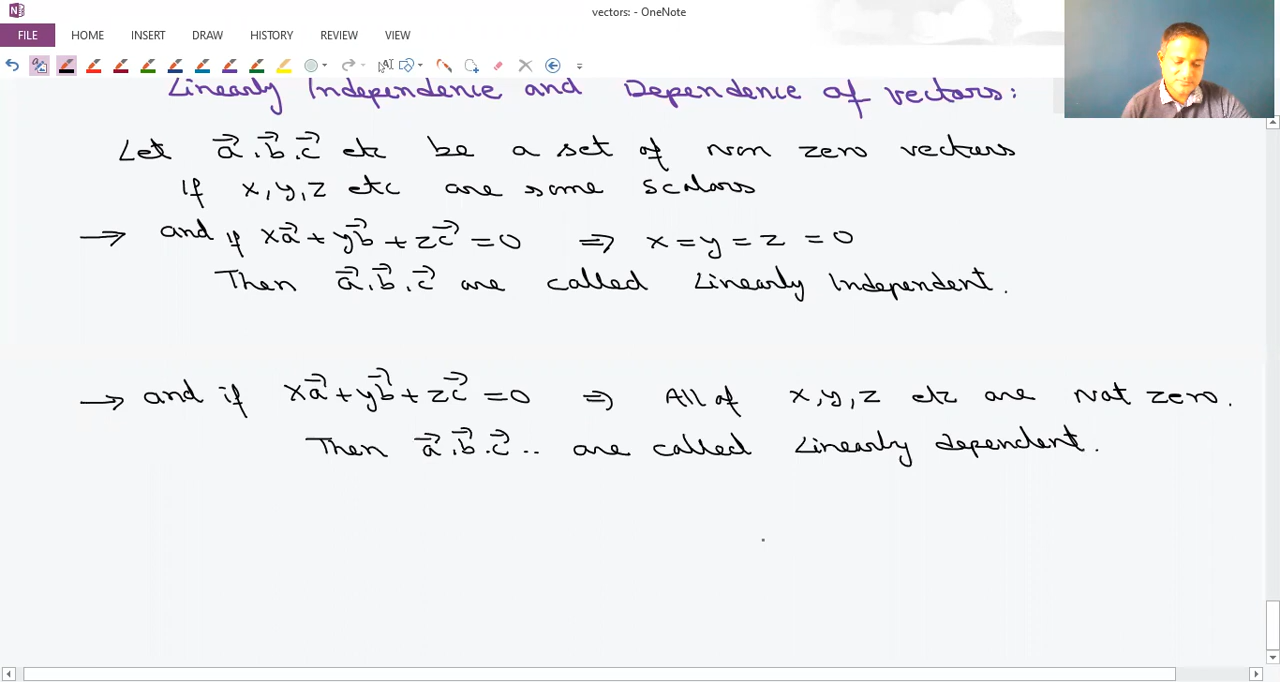 vectors: - OneNote
FILE HOME INSERT DRAW HISTORY REVIEW VIEW
Linearly Independence and Dependence of vectors:
Let a⃗, b⃗, c⃗ etc be a set of non zero vectors
If x, y, z etc are some scalars
→ and if xa⃗ + yb⃗ + zc⃗ = 0 ⇒ x = y = z = 0
Then a⃗, b⃗, c⃗ are called Linearly Independent.
→ and if xa⃗ + yb⃗ + zc⃗ = 0 ⇒ All of x, y, z etc are not zero.
Then a⃗, b⃗, c⃗ .. are called Linearly dependent.